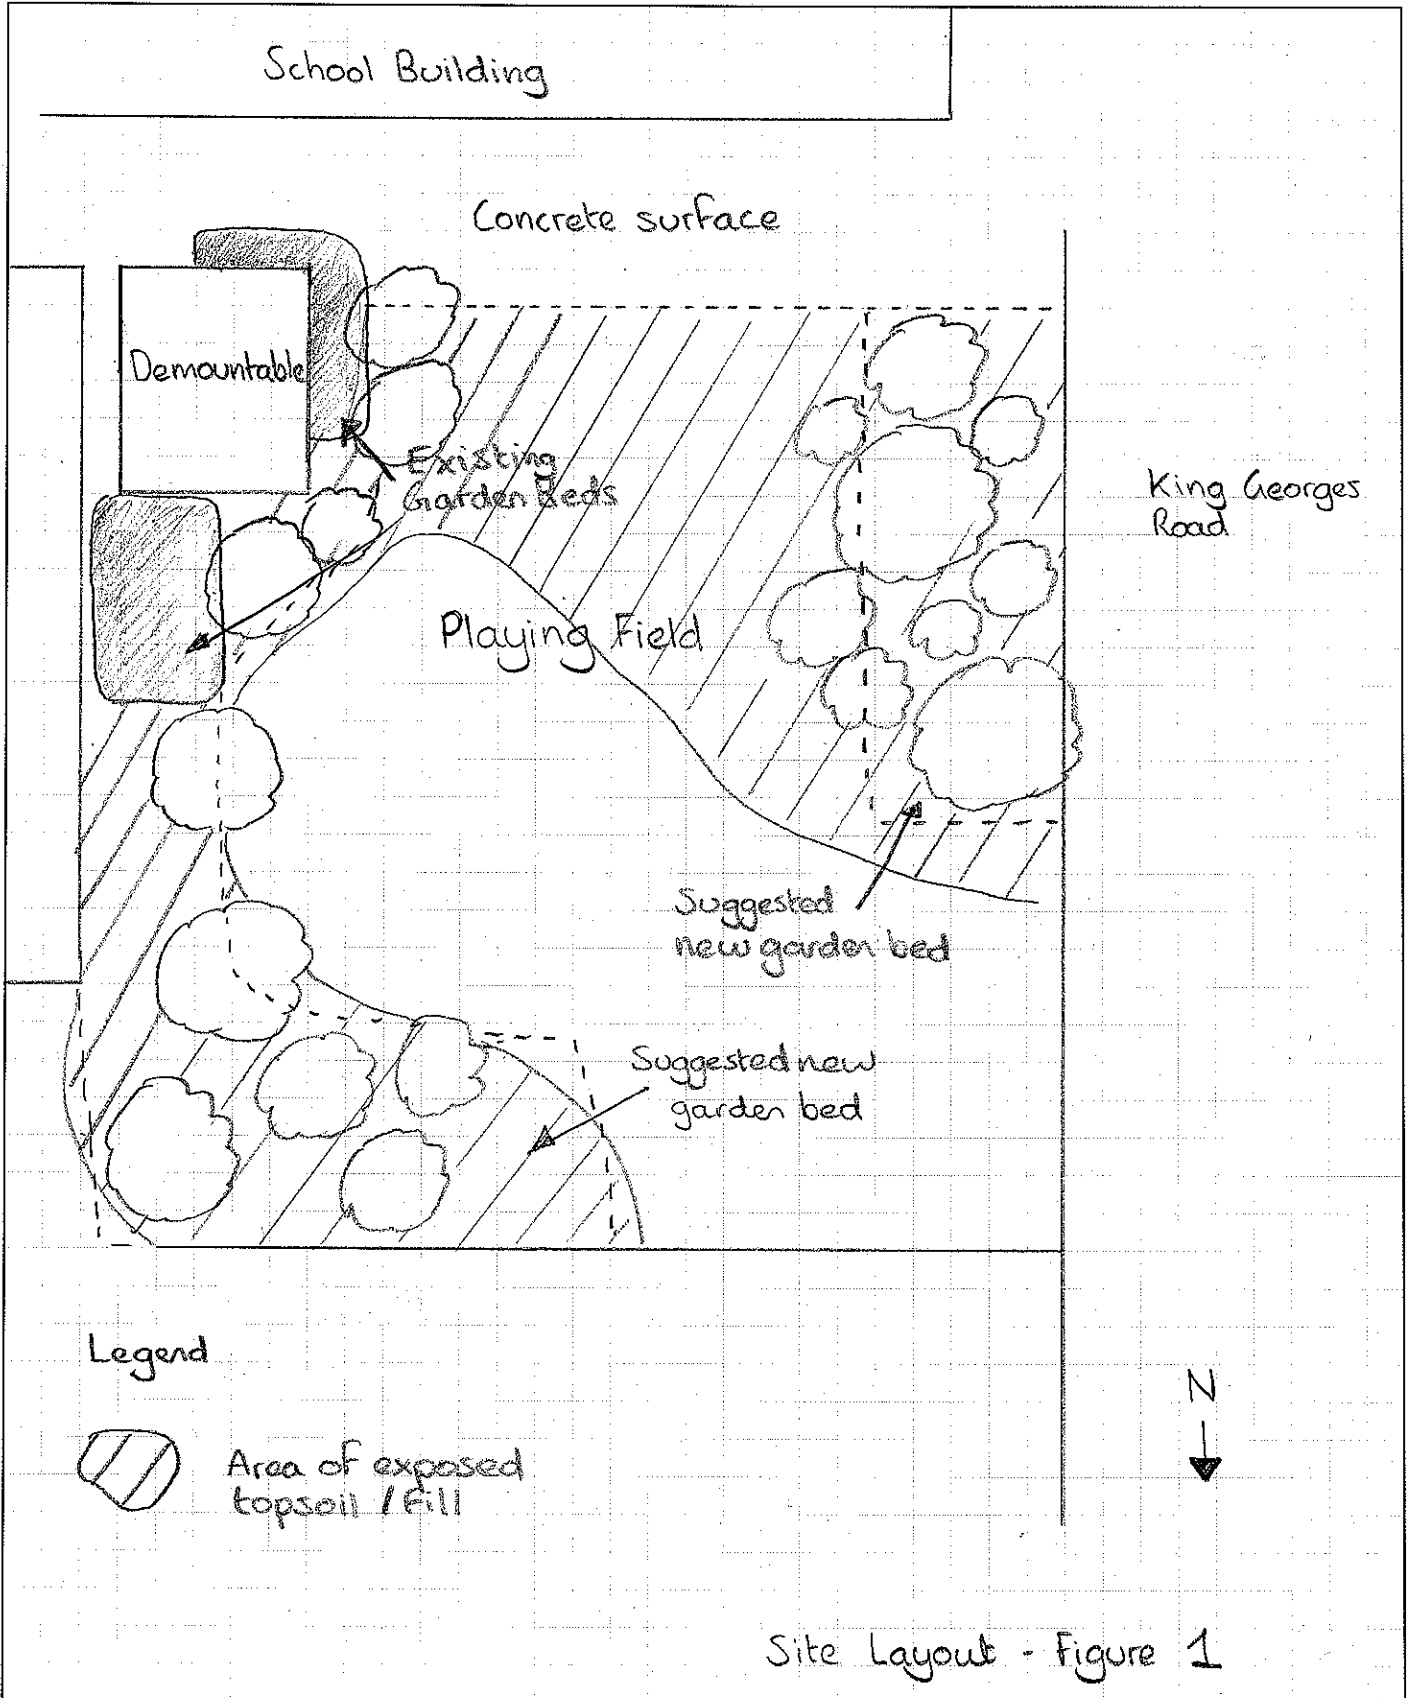 School Building
Concrete surface
Demountable
Existing
Garden Beds
King Georges
Road
Playing Field
Suggested
new garden bed
Suggested new
garden bed
Legend
Area of exposed
topsoil / Fill
N
Site Layout - Figure 1